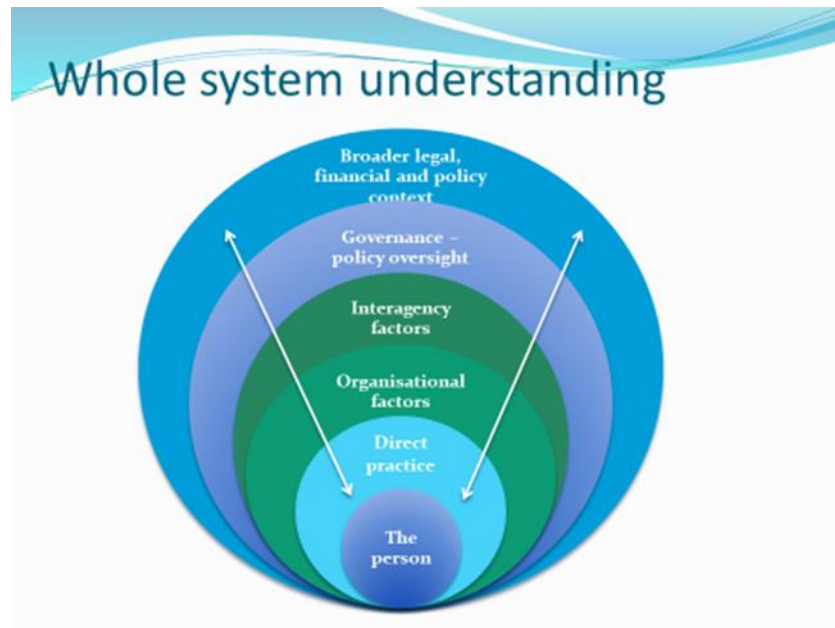 Whole system understanding
Broader legal,
financial and policy
context
Governance –
policy oversight
Interagency
factors
Organisational
factors
Direct
practice
The
person